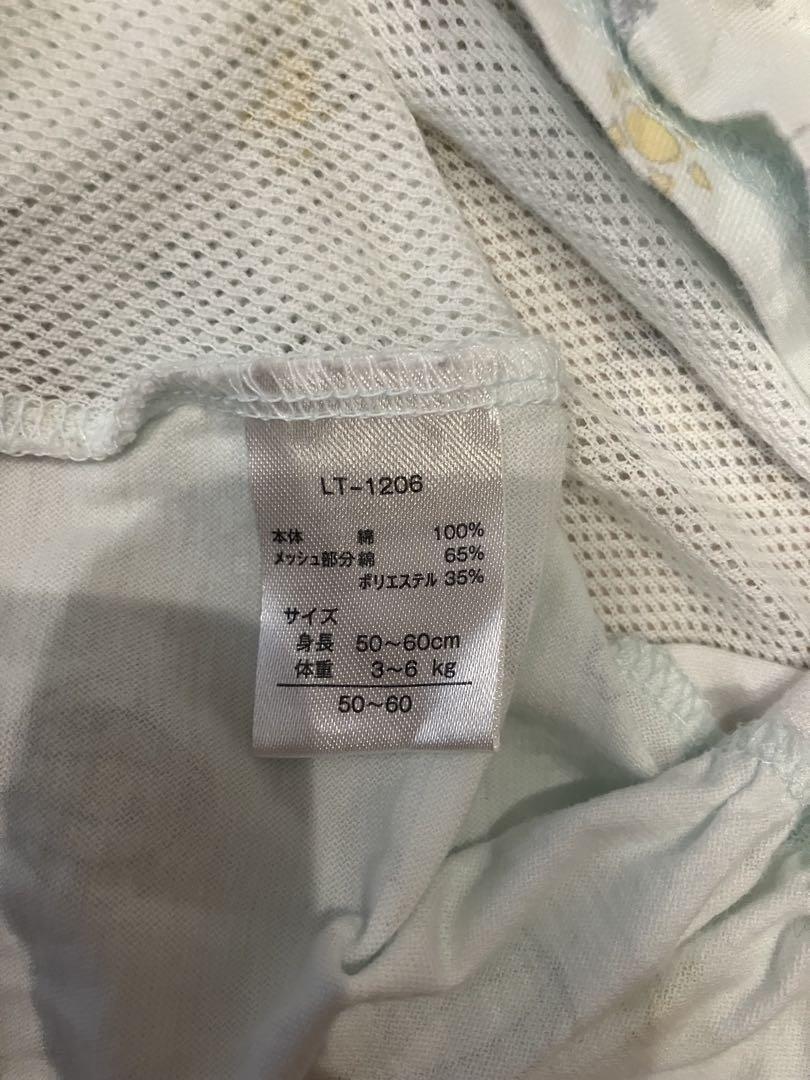 LT-1206
本体 綿 100%
メッシュ部分 綿 65%
ポリエステル 35%
サイズ
身長 50~60cm
体重 3~6 kg
50~60